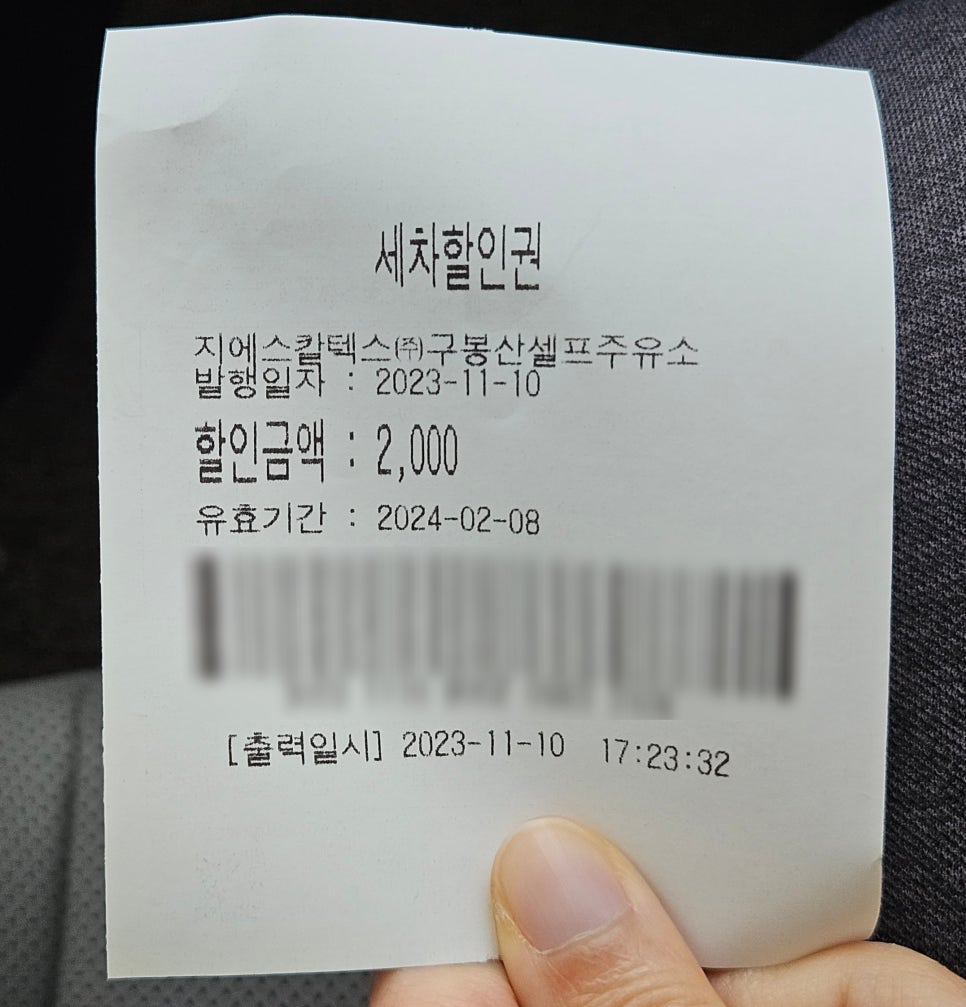 세차할인권
지에스칼텍스㈜구봉산셀프주유소
발행일자 : 2023-11-10
할인금액 : 2,000
유효기간 : 2024-02-08
[출력일시] 2023-11-10 17:23:32